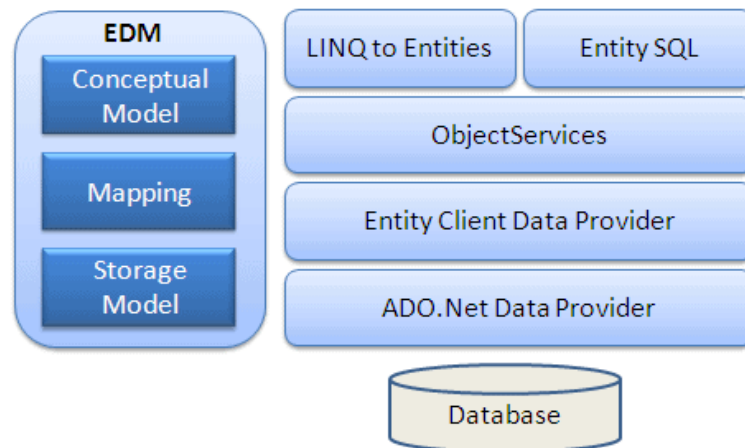 EDM
Conceptual
Model
Mapping
Storage
Model
LINQ to Entities
Entity SQL
ObjectServices
Entity Client Data Provider
ADO.Net Data Provider
Database